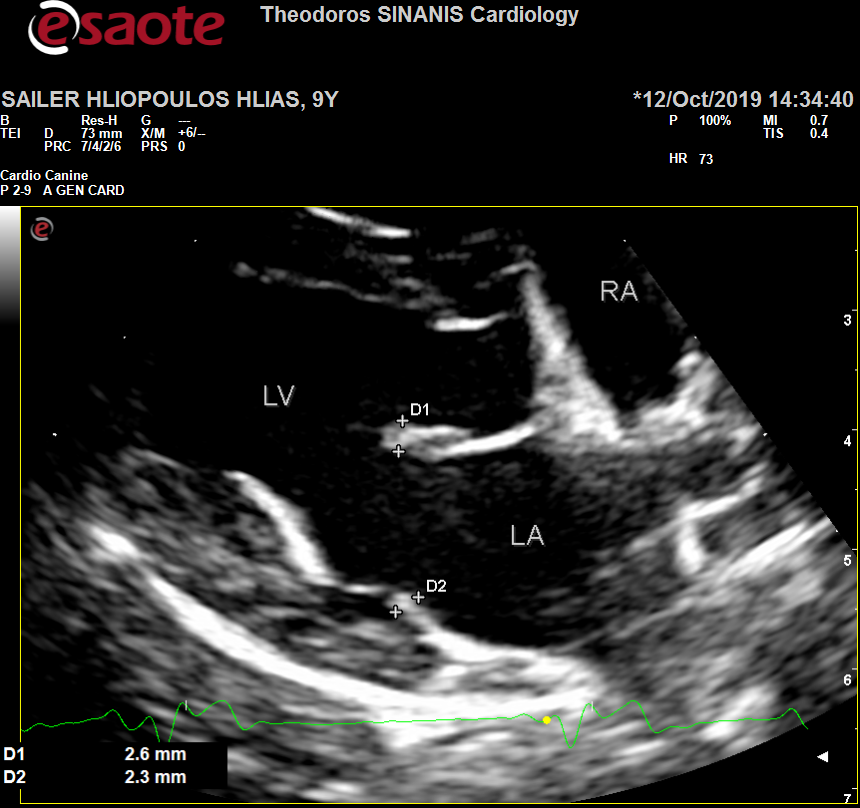 esaote
Theodoros SINANIS Cardiology
SAILER HLIOPOULOS HLIAS, 9Y *12/Oct/2019 14:34:40
B Res-H G --- P 100% MI 0.7
TEI D 73 mm X/M +6/-- TIS 0.4
PRC 7/4/2/6 PRS 0
HR 73
Cardio Canine
P 2-9 A GEN CARD
e
RA
3
LV
D1
4
LA
5
D2
6
D1 2.6 mm
D2 2.3 mm
7